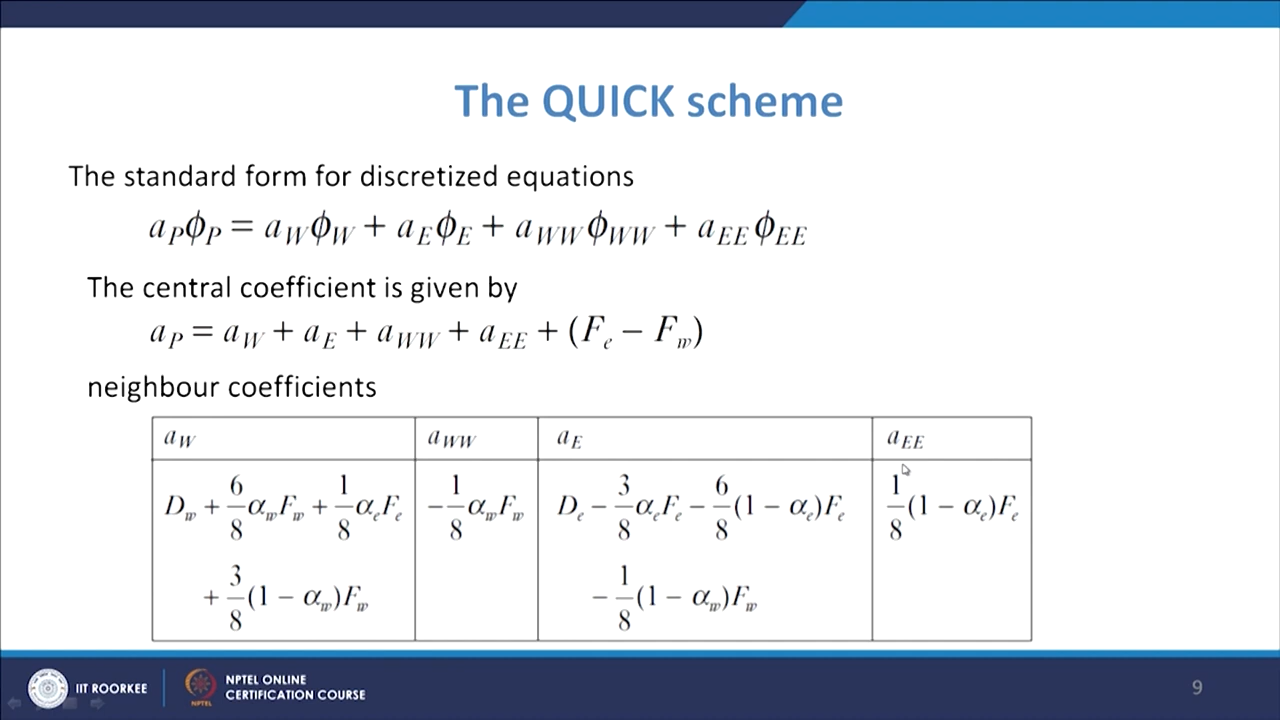 The QUICK scheme
The standard form for discretized equations
a_P ϕ_P = a_W ϕ_W + a_E ϕ_E + a_WW ϕ_WW + a_EE ϕ_EE
The central coefficient is given by
a_P = a_W + a_E + a_WW + a_EE + (F_e − F_w)
neighbour coefficients
a_W | a_WW | a_E | a_EE
D_w + 6/8 α_w F_w + 1/8 α_e F_e + 3/8 (1 − α_w)F_w | − 1/8 α_w F_w | D_e − 3/8 α_e F_e − 6/8 (1 − α_e)F_e − 1/8 (1 − α_w)F_w | 1/8 (1 − α_e)F_e
IIT ROORKEE
NPTEL
NPTEL ONLINE
CERTIFICATION COURSE
9